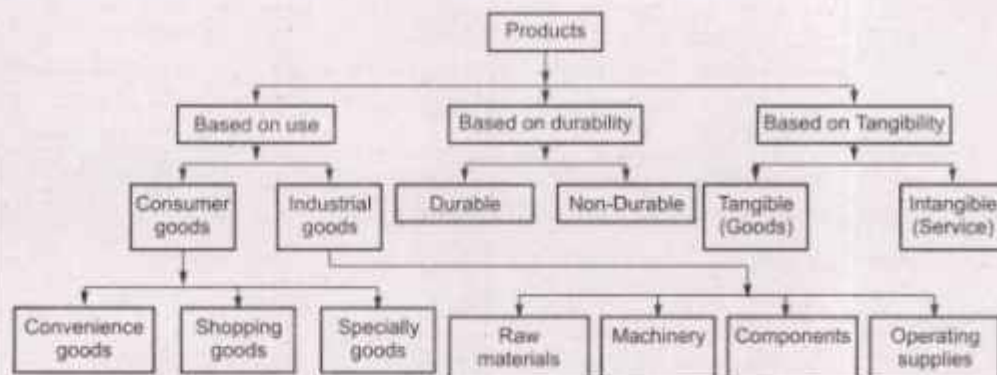 Products
Based on use
Based on durability
Based on Tangibility
Consumer
goods
Industrial
goods
Durable
Non-Durable
Tangible
(Goods)
Intangible
(Service)
Convenience
goods
Shopping
goods
Specially
goods
Raw
materials
Machinery
Components
Operating
supplies